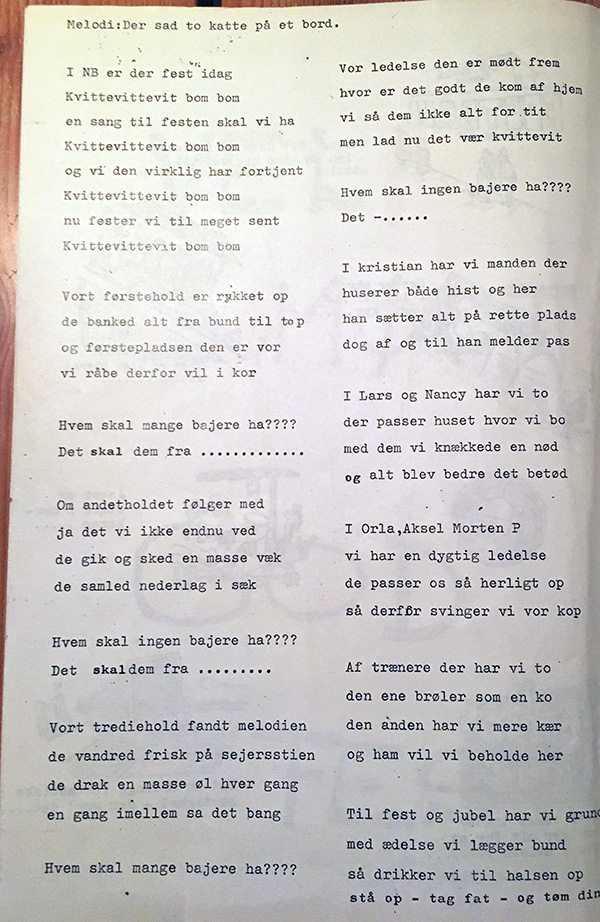 Melodi:Der sad to katte på et bord.
I NB er der fest idag
Kvittevittevit bom bom
en sang til festen skal vi ha
Kvittevittevit bom bom
og vi den virklig har fortjent
Kvittevittevit bom bom
nu fester vi til meget sent
Kvittevittevit bom bom
Vort førstehold er rykket op
de banked alt fra bund til top
og førstepladsen den er vor
vi råbe derfor vil i kor
Hvem skal mange bajere ha????
Det skal dem fra .............
Om andetholdet følger med
ja det vi ikke endnu ved
de gik og sked en masse væk
de samled nederlag i sæk
Hvem skal ingen bajere ha????
Det skal dem fra .........
Vort trediehold fandt melodien
de vandred frisk på sejersstien
de drak en masse øl hver gang
en gang imellem sa det bang
Hvem skal mange bajere ha????
Vor ledelse den er mødt frem
hvor er det godt de kom af hjem
vi så dem ikke alt for tit
men lad nu det vær kvittevit
Hvem skal ingen bajere ha????
Det -......
I kristian har vi manden der
huserer både hist og her
han sætter alt på rette plads
dog af og til han melder pas
I Lars og Nancy har vi to
der passer huset hvor vi bo
med dem vi knækkede en nød
og alt blev bedre det betød
I Orla,Aksel Morten P
vi har en dygtig ledelse
de passer os så herligt op
så derfør svinger vi vor kop
Af trænere der har vi to
den ene brøler som en ko
den anden har vi mere kær
og ham vil vi beholde her
Til fest og jubel har vi grund
med ædelse vi lægger bund
så drikker vi til halsen op
stå op - tag fat - og tøm din